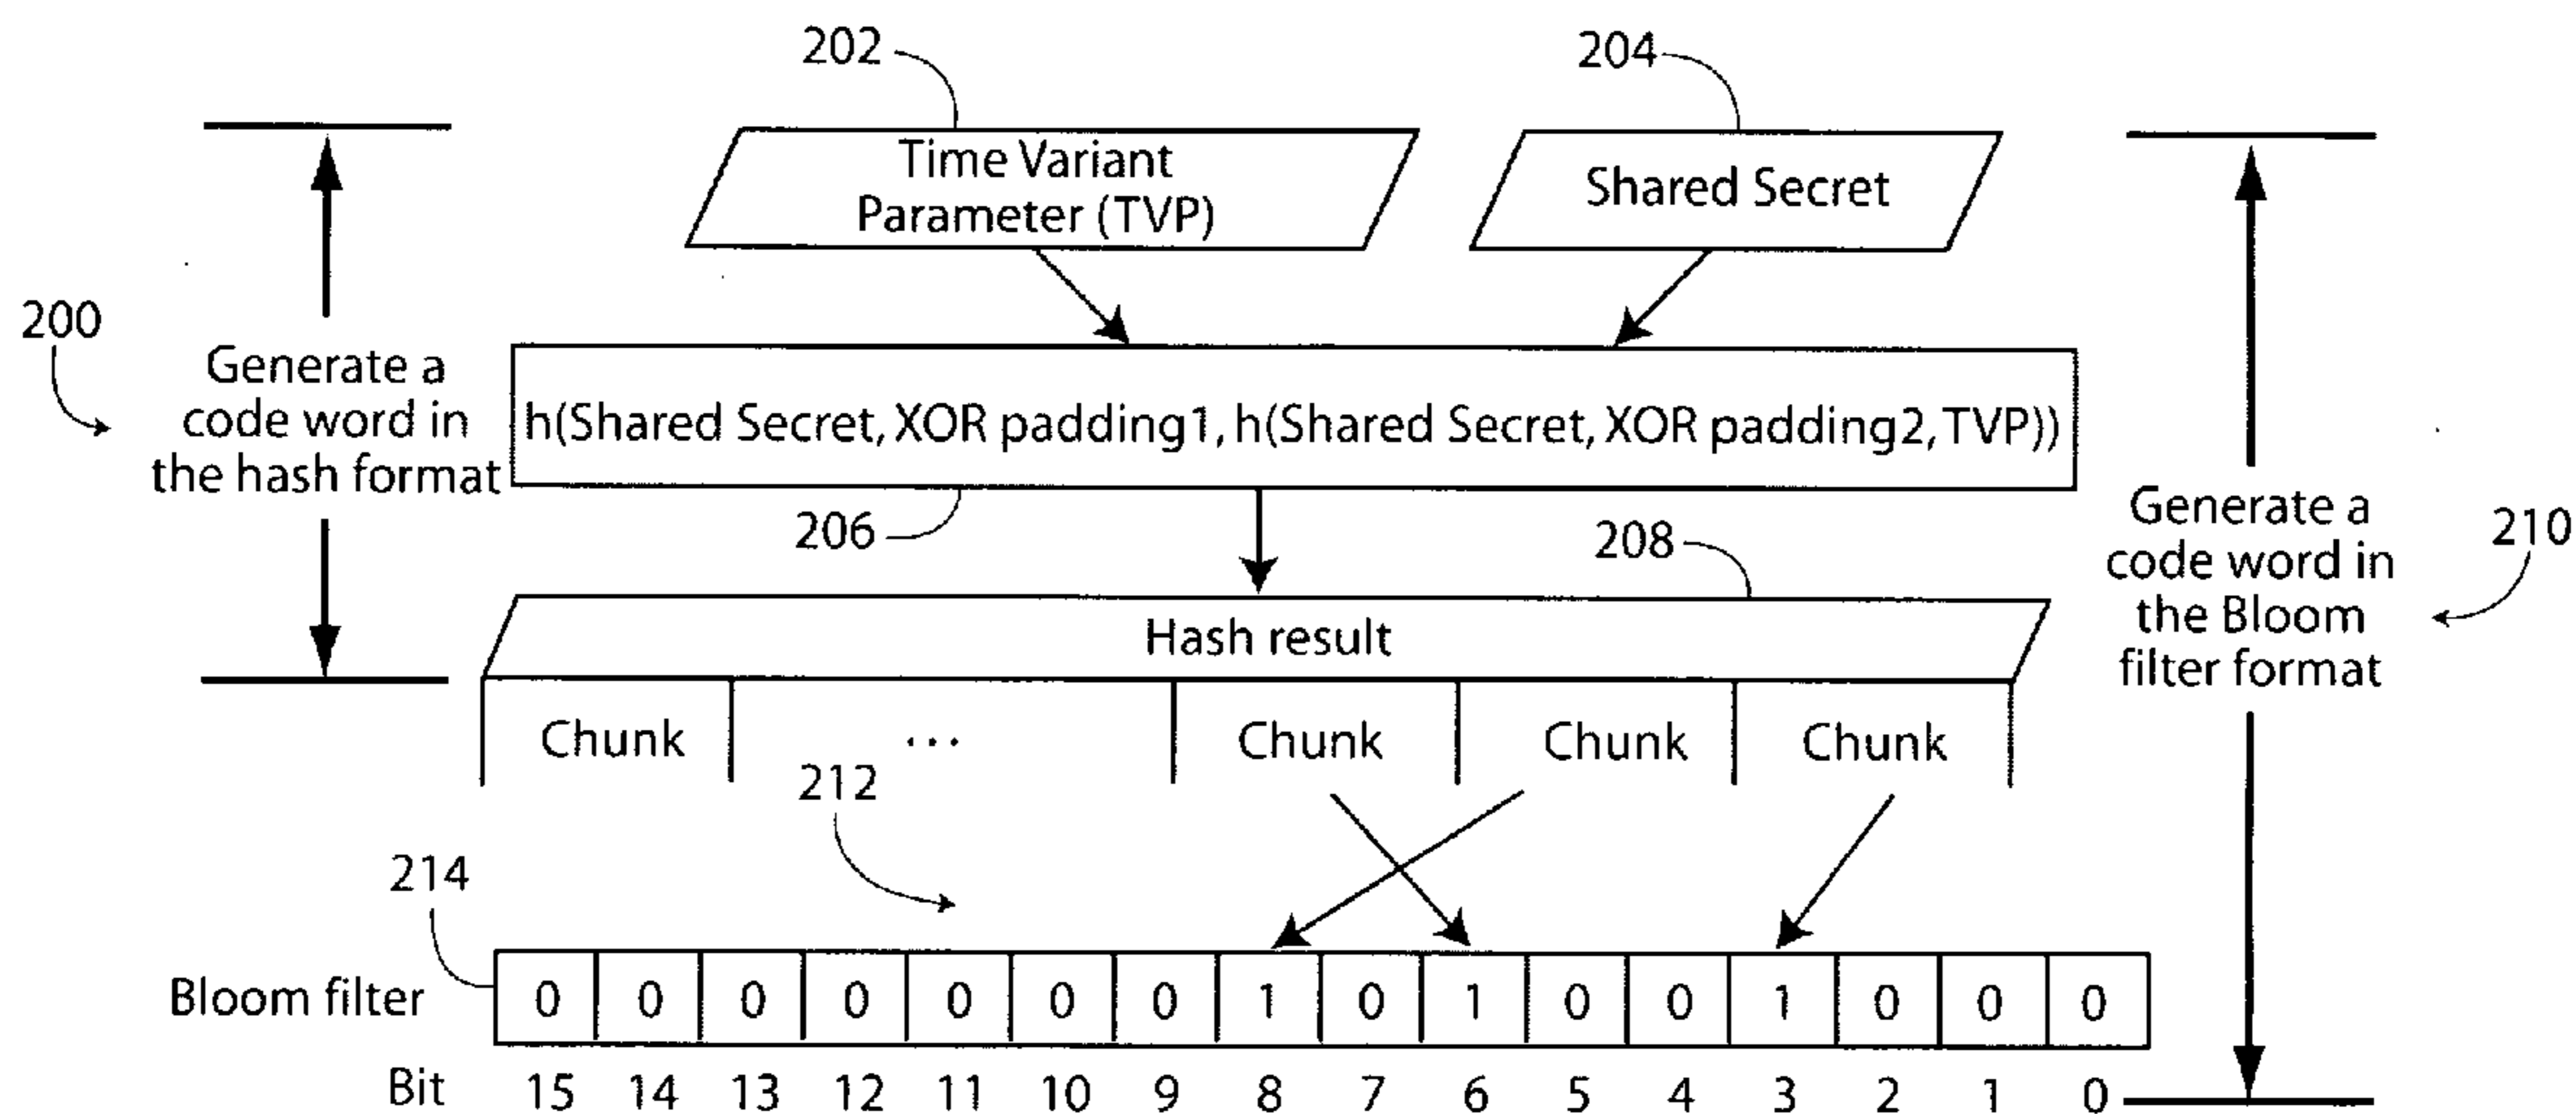 202
204
Time Variant
Parameter (TVP)
Shared Secret
200
Generate a
code word in
the hash format
h(Shared Secret, XOR padding1, h(Shared Secret, XOR padding2, TVP))
206
208
Generate a
code word in
the Bloom
filter format
210
Hash result
Chunk ... Chunk Chunk Chunk
212
214
Bloom filter 0 0 0 0 0 0 0 1 0 1 0 0 1 0 0 0
Bit 15 14 13 12 11 10 9 8 7 6 5 4 3 2 1 0